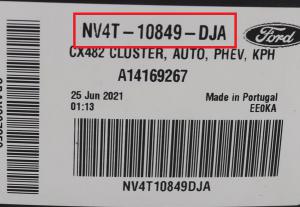 NV4T-10849-DJA
Ford
CX482 CLUSTER, AUTO, PHEV, KPH
A14169267
25 Jun 2021
01:13
Made in Portugal
EE0KA
NV4T10849DJA